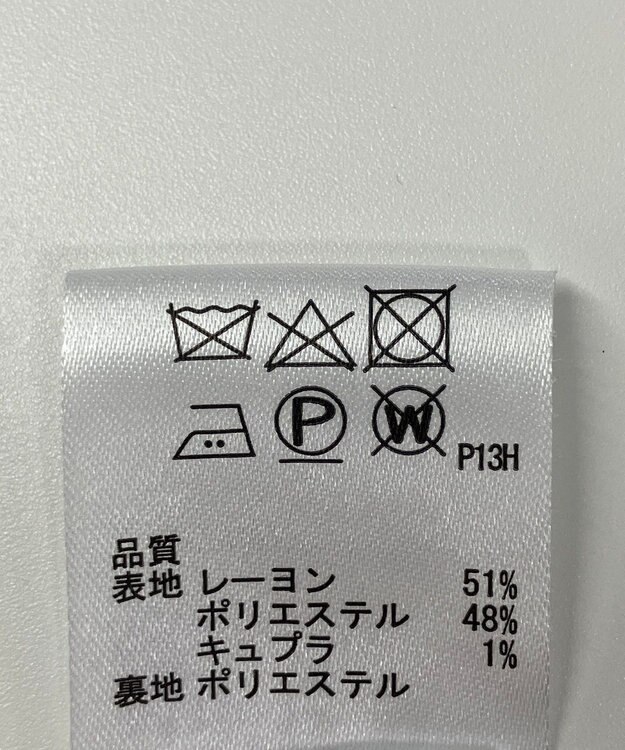 P W P13H
品質
表地 レーヨン 51%
ポリエステル 48%
キュプラ 1%
裏地 ポリエステル